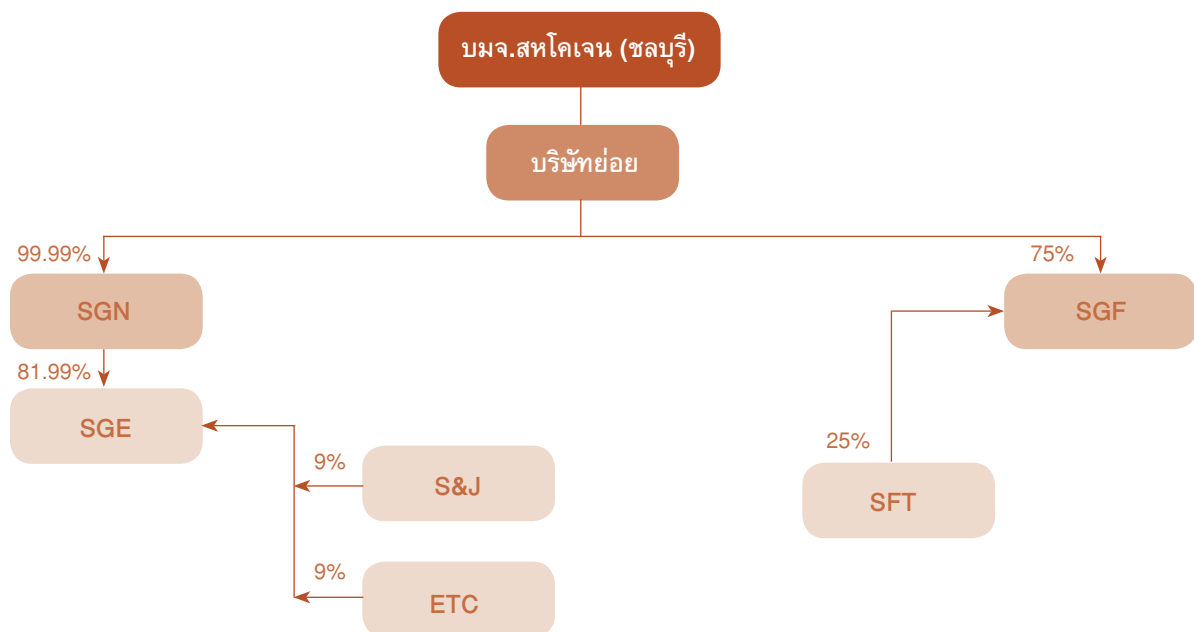 บมจ.สหโคเจน (ชลบุรี)
บริษัทย่อย
99.99%
75%
SGN
SGF
81.99%
SGE
25%
9%
S&J
SFT
9%
ETC